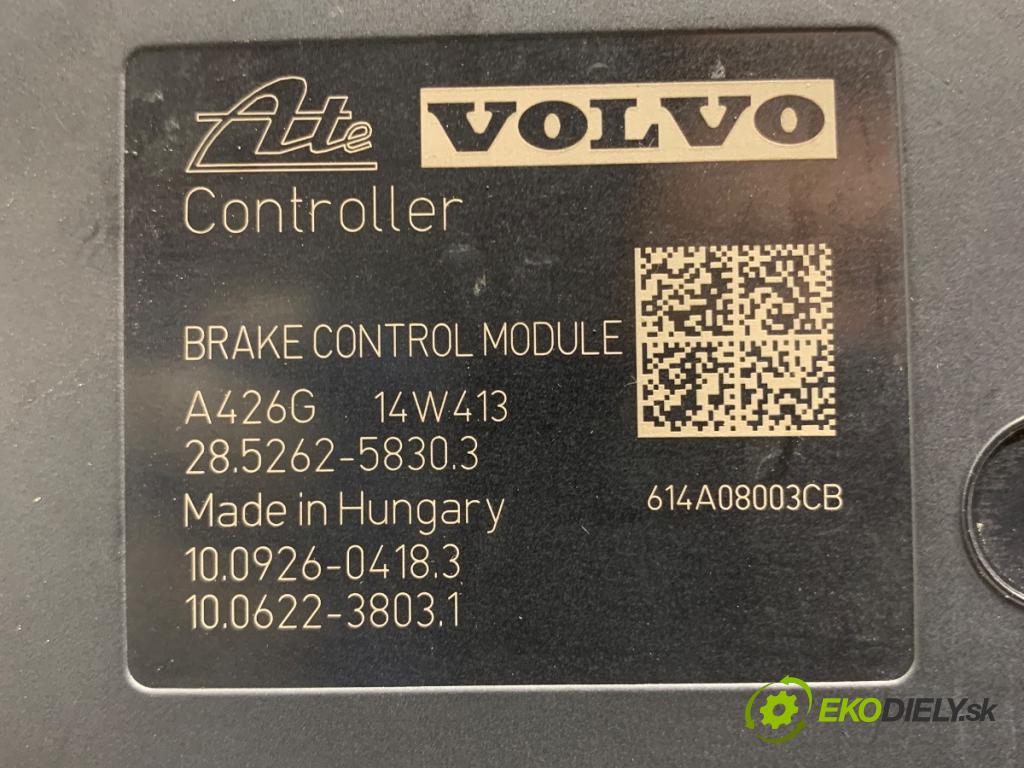 Ate VOLVO
Controller
BRAKE CONTROL MODULE
A426G 14W413
28.5262-5830.3
Made in Hungary
614A08003CB
10.0926-0418.3
10.0622-3803.1
EKODIELY.sk